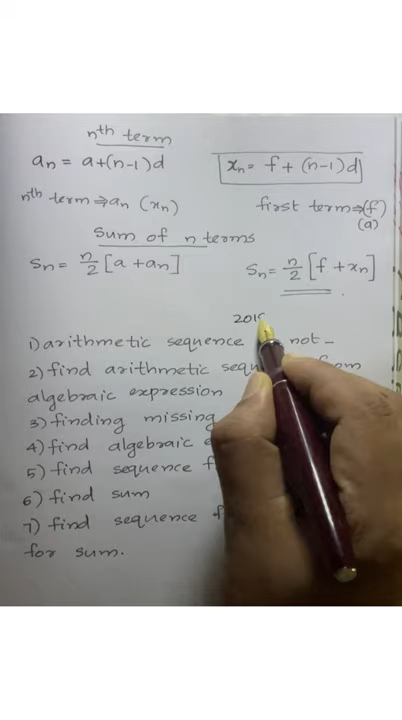 nth term
an = a+(n-1)d
xn = f + (n-1)d
nth term ⇒ an (xn)
first term ⇒ (f)
(a)
Sum of n terms
Sn = n/2 [a + an]
Sn = n/2 [f + xn]
201
1) arithmetic sequence not -
2) find arithmetic from
algebraic expression
3) finding missing
4) find algebraic
5) find sequence
6) find sum
7) find sequence
for sum.